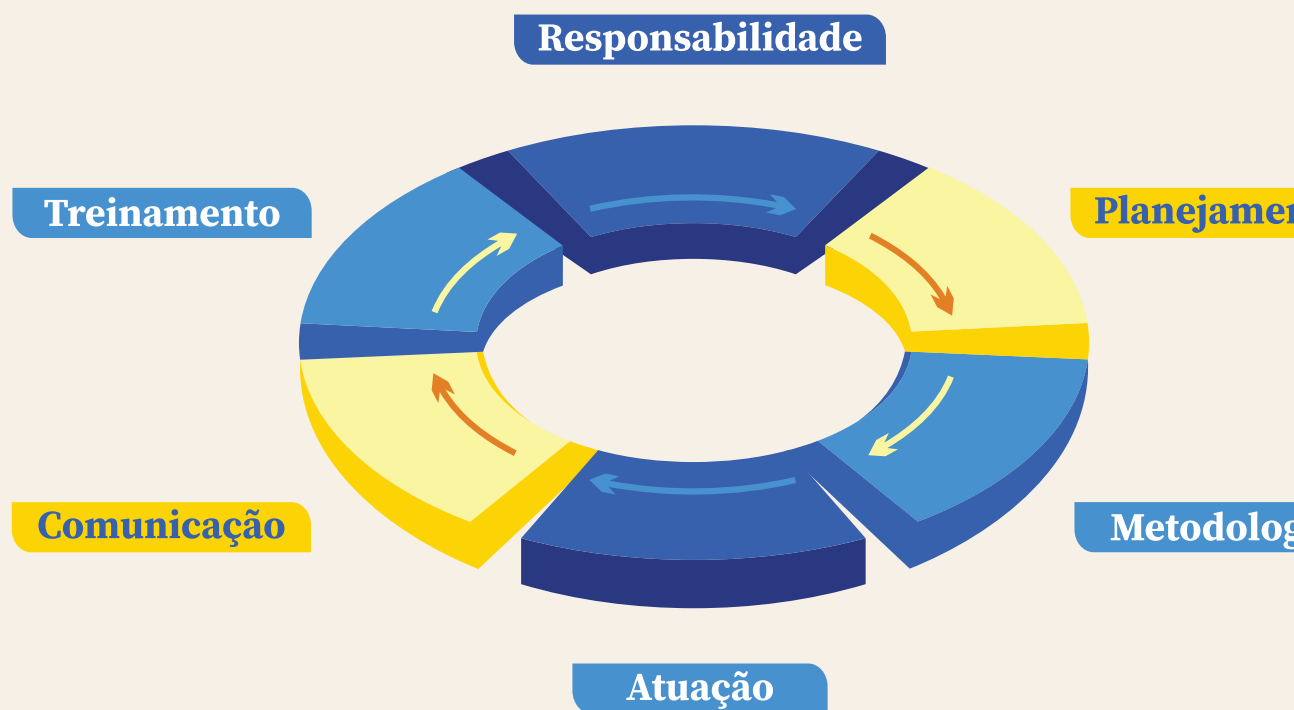 Responsabilidade
Treinamento
Planejamen
Comunicação
Metodolog
Atuação